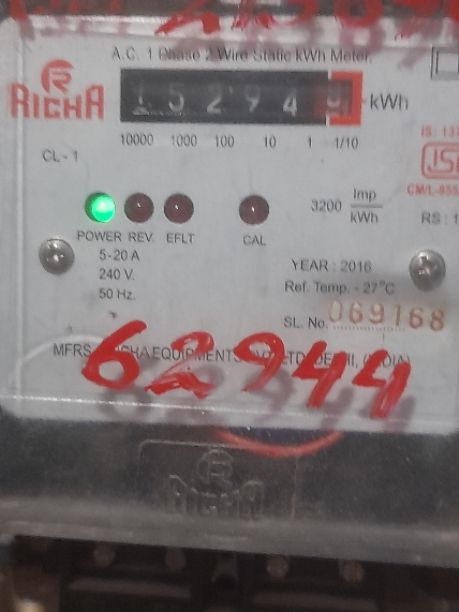 A.C. 1 Phase 2 Wire Static kWh Meter.
RICHA
1 5 2 9 4 kWh
10000 1000 100 10 1 1/10
CL - 1
3200 Imp/kWh
POWER REV. EFLT CAL
RS :
5-20 A
240 V.
50 Hz.
YEAR : 2016
Ref. Temp. - 27°C
SL. No. 069168
62944
RICHA